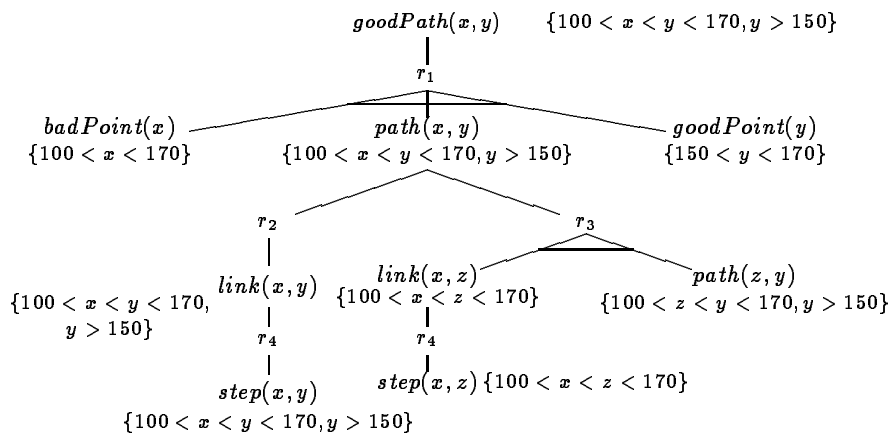 goodPath(x, y) {100 < x < y < 170, y > 150}
r₁
badPoint(x) path(x, y) goodPoint(y)
{100 < x < 170} {100 < x < y < 170, y > 150} {150 < y < 170}
r₂ r₃
link(x, y) link(x, z) path(z, y)
{100 < x < y < 170, {100 < x < z < 170} {100 < z < y < 170, y > 150}
y > 150}
r₄ r₄
step(x, y) step(x, z) {100 < x < z < 170}
{100 < x < y < 170, y > 150}